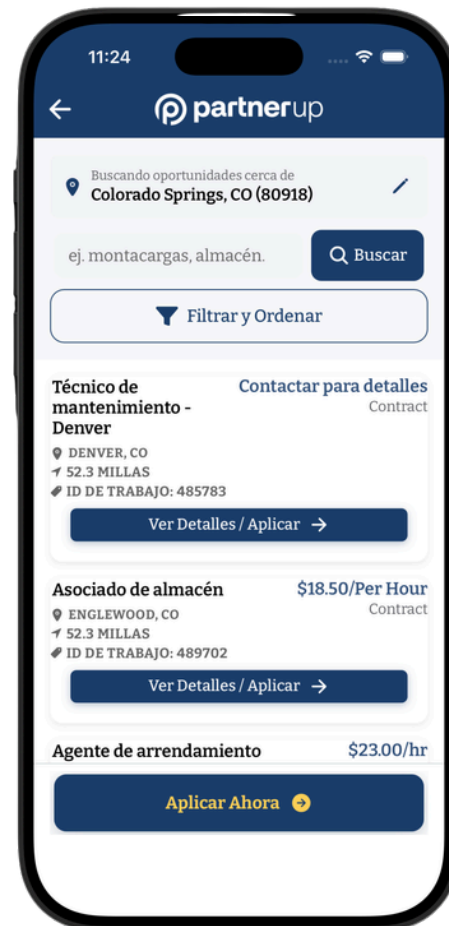 11:24
partnerup
Buscando oportunidades cerca de
Colorado Springs, CO (80918)
ej. montacargas, almacén.
Buscar
Filtrar y Ordenar
Técnico de
mantenimiento -
Denver
Contactar para detalles
Contract
DENVER, CO
52.3 MILLAS
ID DE TRABAJO: 485783
Ver Detalles / Aplicar
Asociado de almacén
$18.50/Per Hour
Contract
ENGLEWOOD, CO
52.3 MILLAS
ID DE TRABAJO: 489702
Ver Detalles / Aplicar
Agente de arrendamiento
$23.00/hr
Aplicar Ahora